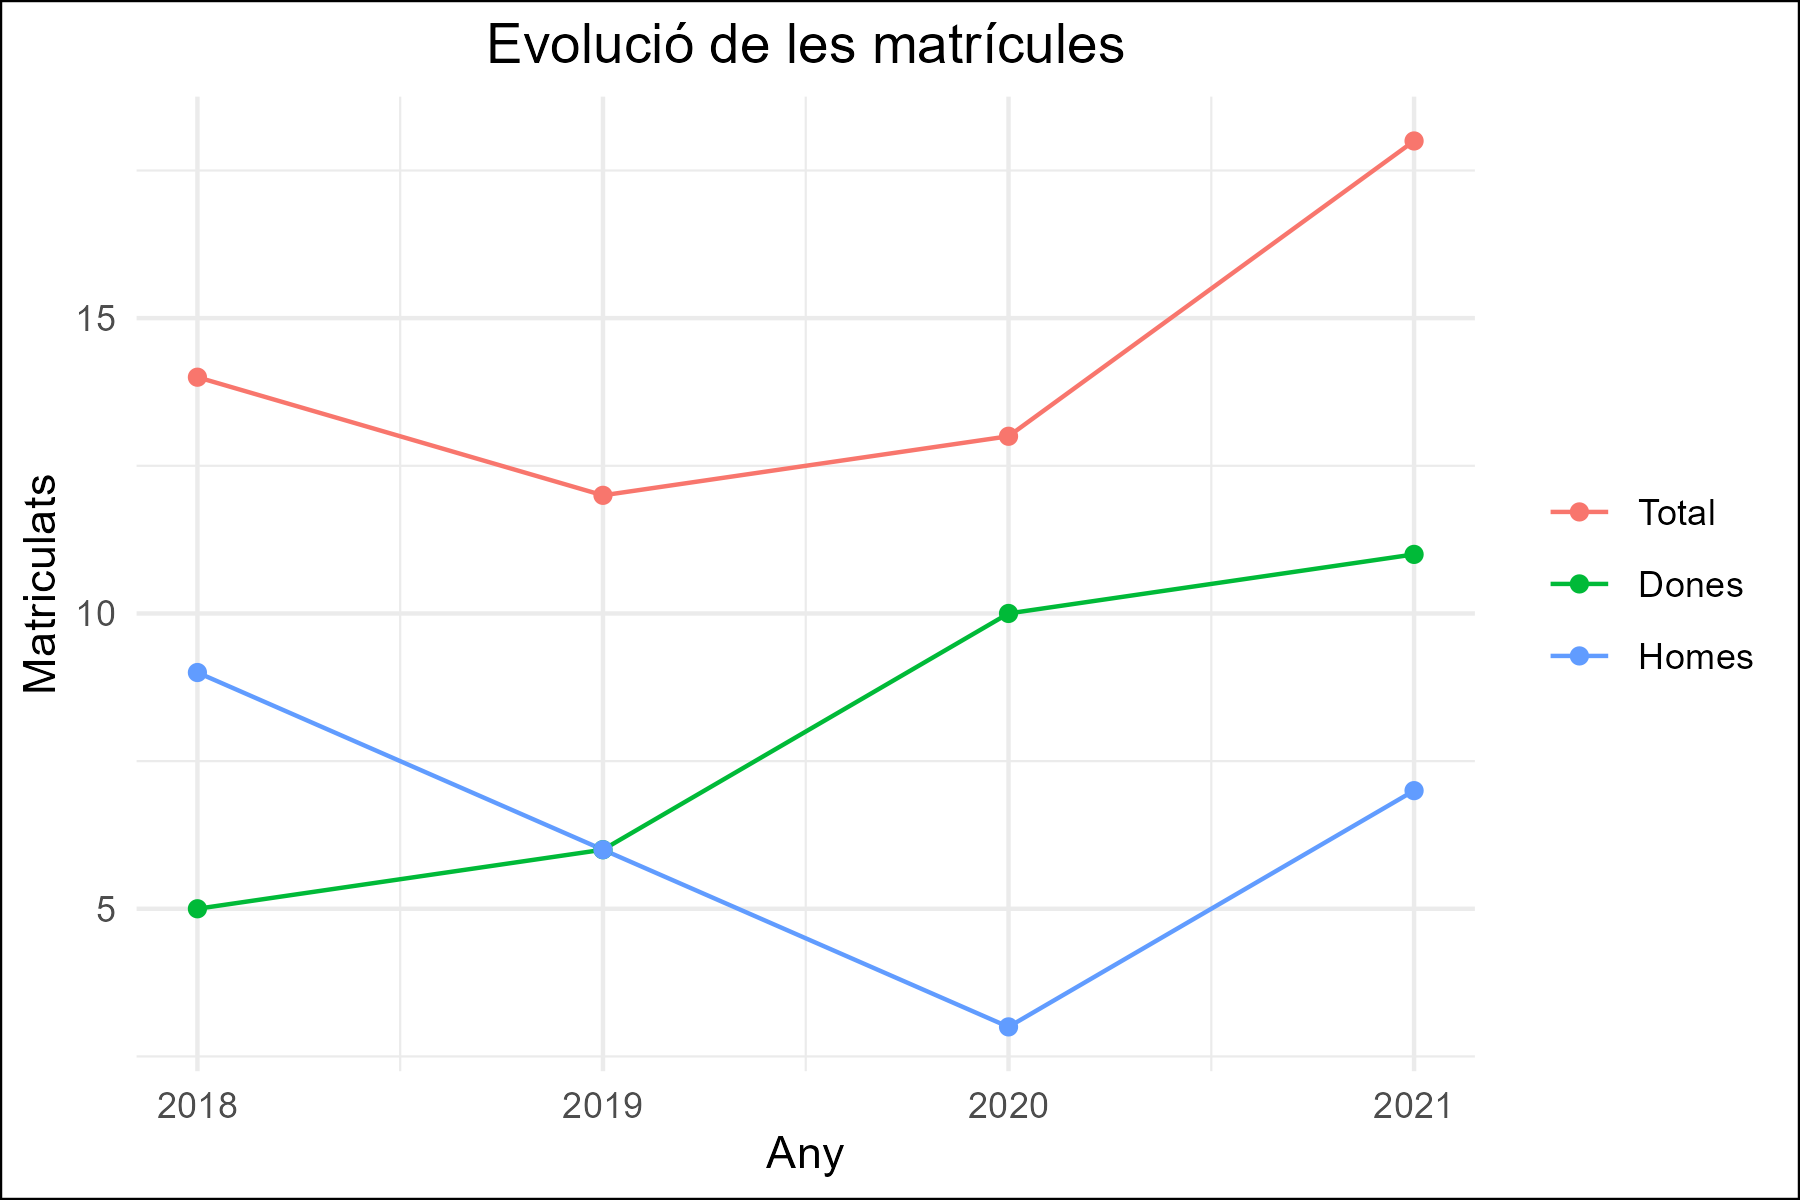 Evolució de les matrícules
Matriculats
15
10
5
2018
2019
2020
2021
Any
Total
Dones
Homes